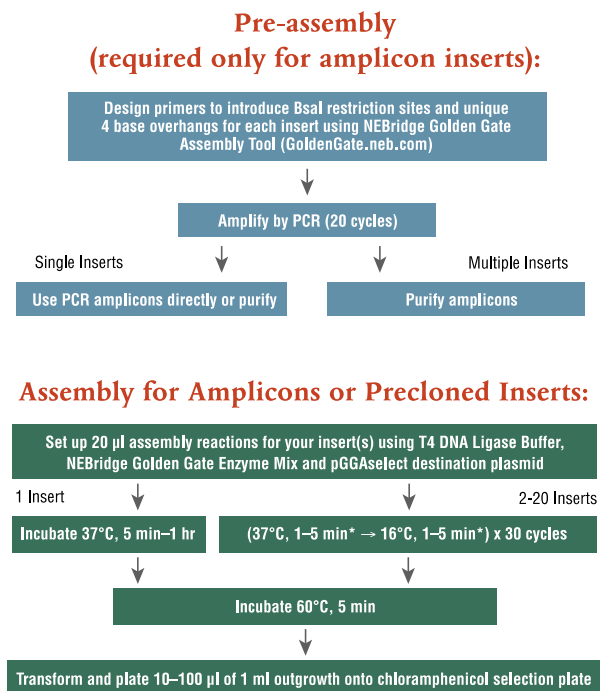 Pre-assembly
(required only for amplicon inserts):
Design primers to introduce BsaI restriction sites and unique
4 base overhangs for each insert using NEBridge Golden Gate
Assembly Tool (GoldenGate.neb.com)
Amplify by PCR (20 cycles)
Single Inserts
Multiple Inserts
Use PCR amplicons directly or purify
Purify amplicons
Assembly for Amplicons or Precloned Inserts:
Set up 20 µl assembly reactions for your insert(s) using T4 DNA Ligase Buffer,
NEBridge Golden Gate Enzyme Mix and pGGAselect destination plasmid
1 Insert
2-20 Inserts
Incubate 37°C, 5 min–1 hr
(37°C, 1–5 min* → 16°C, 1–5 min*) x 30 cycles
Incubate 60°C, 5 min
Transform and plate 10–100 µl of 1 ml outgrowth onto chloramphenicol selection plate